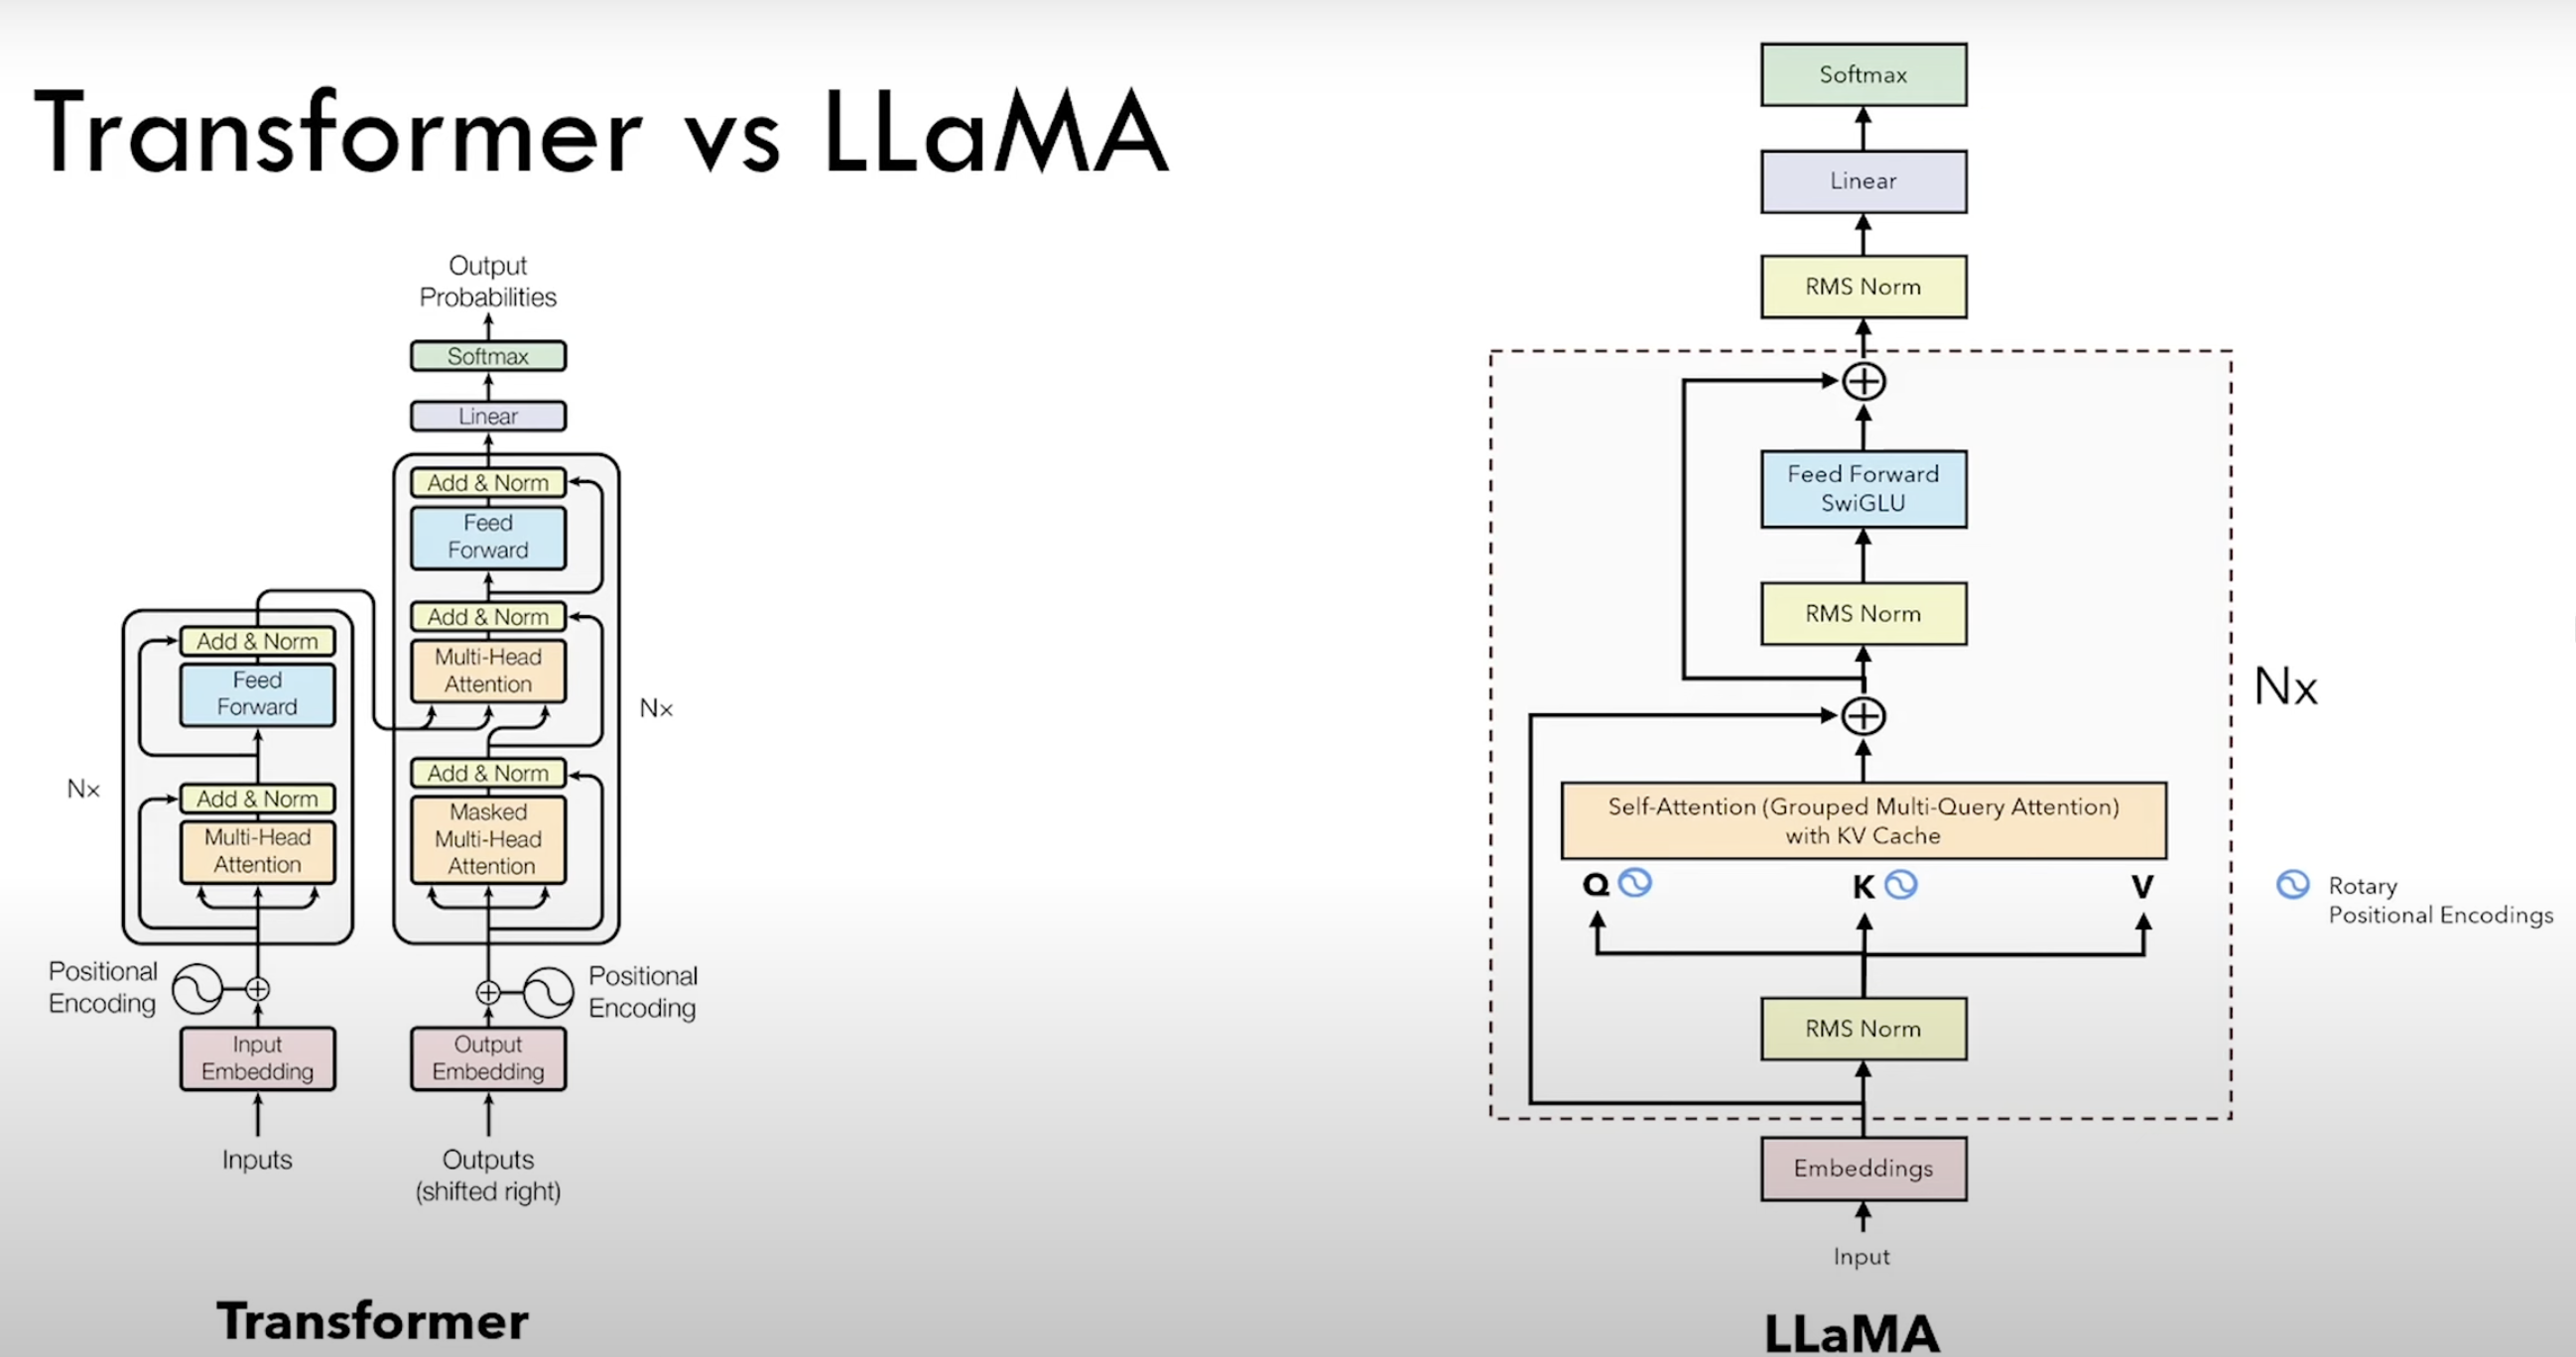 Transformer vs LLaMA
Output
Probabilities
Softmax
Linear
Add & Norm
Feed
Forward
Add & Norm
Multi-Head
Attention
Nx
Add & Norm
Masked
Multi-Head
Attention
Positional
Encoding
Output
Embedding
Outputs
(shifted right)
Add & Norm
Feed
Forward
Nx
Add & Norm
Multi-Head
Attention
Positional
Encoding
Input
Embedding
Inputs
Transformer
Softmax
Linear
RMS Norm
Feed Forward
SwiGLU
RMS Norm
Nx
Self-Attention (Grouped Multi-Query Attention)
with KV Cache
Q K V
Rotary
Positional Encodings
RMS Norm
Embeddings
Input
LLaMA